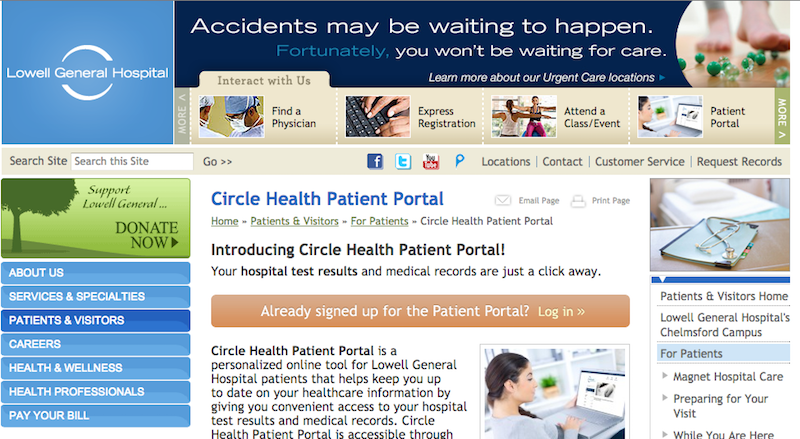 Accidents may be waiting to happen.
Fortunately, you won't be waiting for care.
Learn more about our Urgent Care locations ▸
Lowell General Hospital
Interact with Us
MORE <
Find a
Physician
Express
Registration
Attend a
Class/Event
Patient
Portal
MORE >
Search Site
Search this Site
Go >>
f
t
You
Tube
p
Locations | Contact | Customer Service | Request Records
Support
Lowell General ...
DONATE
NOW ▸
ABOUT US
SERVICES & SPECIALTIES
PATIENTS & VISITORS
CAREERS
HEALTH & WELLNESS
HEALTH PROFESSIONALS
PAY YOUR BILL
Circle Health Patient Portal
Email Page
Print Page
Home » Patients & Visitors » For Patients » Circle Health Patient Portal
Introducing Circle Health Patient Portal!
Your hospital test results and medical records are just a click away.
Already signed up for the Patient Portal? Log in »
Circle Health Patient Portal is a
personalized online tool for Lowell General
Hospital patients that helps keep you up
to date on your healthcare information by
giving you convenient access to your hospital
test results and medical records. Circle
Health Patient Portal is accessible through
Patients & Visitors Home
Lowell General Hospital's
Chelmsford Campus
For Patients
Magnet Hospital Care
Preparing for Your
Visit
While You Are Here